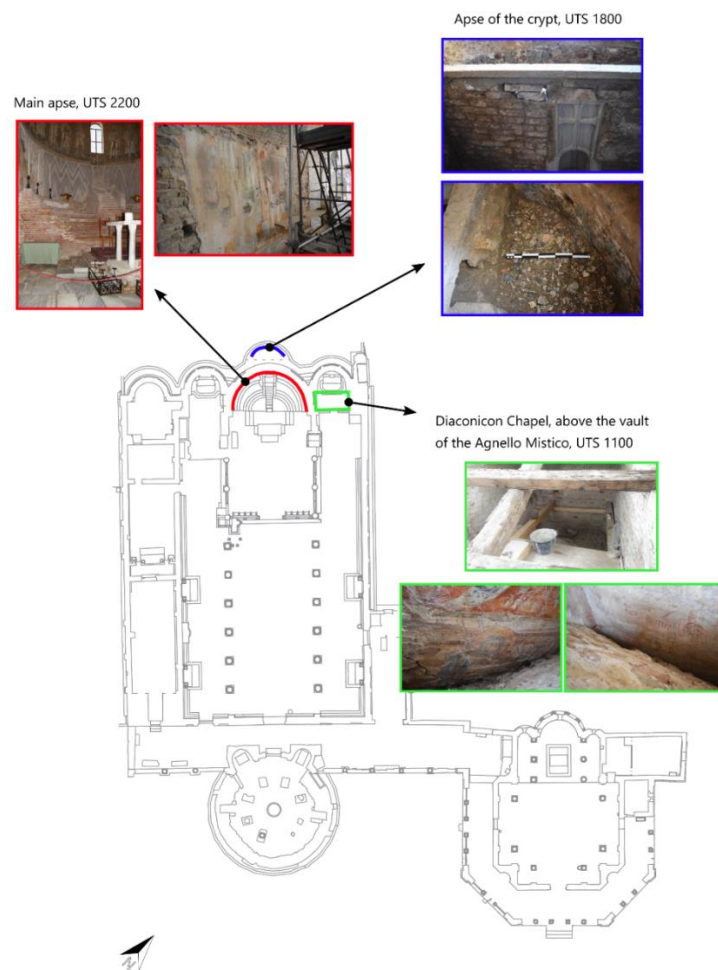 Apse of the crypt, UTS 1800
Main apse, UTS 2200
Diaconicon Chapel, above the vault
of the Agnello Mistico, UTS 1100
N